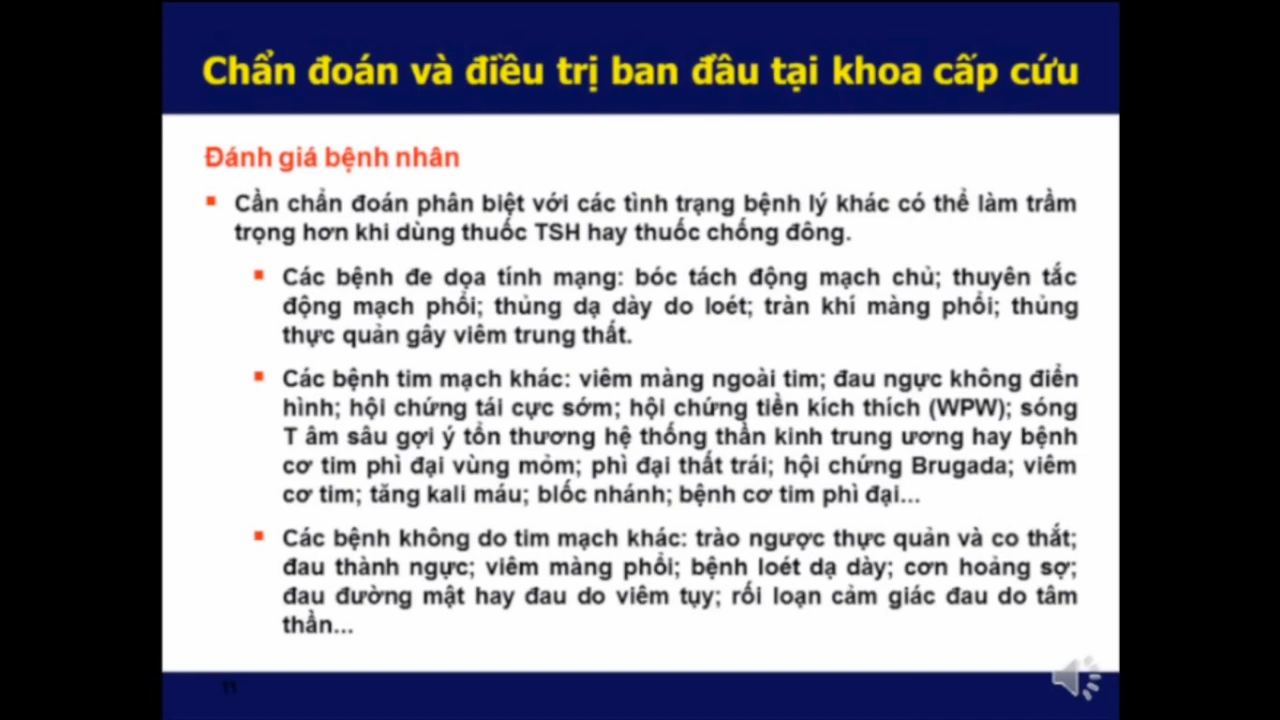 Chẩn đoán và điều trị ban đầu tại khoa cấp cứu
Đánh giá bệnh nhân
Cần chẩn đoán phân biệt với các tình trạng bệnh lý khác có thể làm trầm
trọng hơn khi dùng thuốc TSH hay thuốc chống đông.
Các bệnh đe dọa tính mạng: bóc tách động mạch chủ; thuyên tắc
động mạch phổi; thủng dạ dày do loét; tràn khí màng phổi; thủng
thực quản gây viêm trung thất.
Các bệnh tim mạch khác: viêm màng ngoài tim; đau ngực không điển
hình; hội chứng tái cực sớm; hội chứng tiền kích thích (WPW); sóng
T âm sâu gợi ý tổn thương hệ thống thần kinh trung ương hay bệnh
cơ tim phì đại vùng mỏm; phì đại thất trái; hội chứng Brugada; viêm
cơ tim; tăng kali máu; blốc nhánh; bệnh cơ tim phì đại...
Các bệnh không do tim mạch khác: trào ngược thực quản và co thắt;
đau thành ngực; viêm màng phổi; bệnh loét dạ dày; cơn hoảng sợ;
đau đường mật hay đau do viêm tụy; rối loạn cảm giác đau do tâm
thần...
11